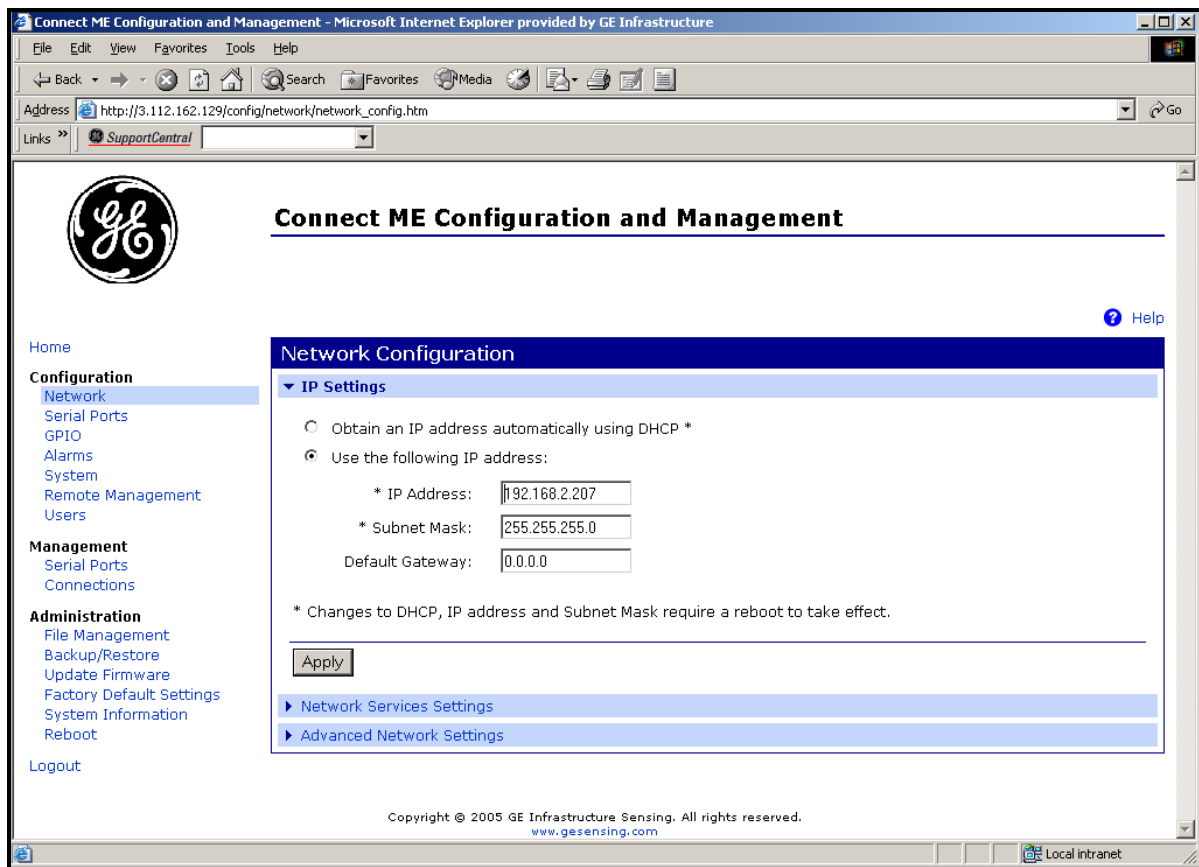 Connect ME Configuration and Management - Microsoft Internet Explorer provided by GE Infrastructure
File Edit View Favorites Tools Help
Back Search Favorites Media
Address http://3.112.162.129/config/network/network_config.htm Go
Links » SupportCentral
GE
Connect ME Configuration and Management
? Help
Home
Configuration
Network
Serial Ports
GPIO
Alarms
System
Remote Management
Users
Management
Serial Ports
Connections
Administration
File Management
Backup/Restore
Update Firmware
Factory Default Settings
System Information
Reboot
Logout
Network Configuration
IP Settings
Obtain an IP address automatically using DHCP *
Use the following IP address:
* IP Address: 192.168.2.207
* Subnet Mask: 255.255.255.0
Default Gateway: 0.0.0.0
* Changes to DHCP, IP address and Subnet Mask require a reboot to take effect.
Apply
Network Services Settings
Advanced Network Settings
Copyright © 2005 GE Infrastructure Sensing. All rights reserved.
www.gesensing.com
Local intranet